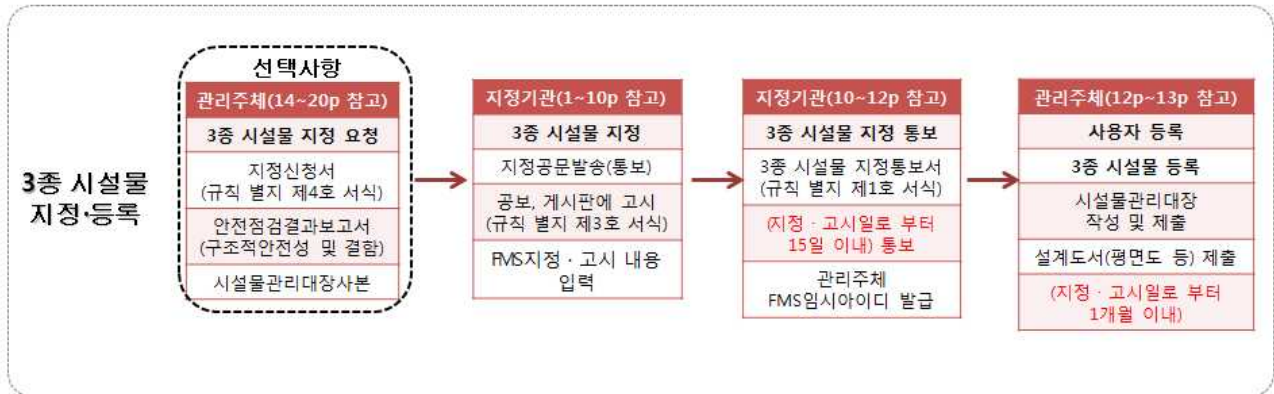 3종 시설물
지정·등록
선택사항
관리주체(14~20p 참고)
3종 시설물 지정 요청
지정신청서
(규칙 별지 제4호 서식)
안전점검결과보고서
(구조적안전성 및 결함)
시설물관리대장사본
지정기관(1~10p 참고)
3종 시설물 지정
지정공문발송(통보)
공보, 게시판에 고시
(규칙 별지 제3호 서식)
FMS지정·고시 내용
입력
지정기관(10~12p 참고)
3종 시설물 지정 통보
3종 시설물 지정통보서
(규칙 별지 제1호 서식)
(지정·고시일로 부터
15일 이내) 통보
관리주체
FMS임시아이디 발급
관리주체(12p~13p 참고)
사용자 등록
3종 시설물 등록
시설물관리대장
작성 및 제출
설계도서(평면도 등) 제출
(지정·고시일로 부터
1개월 이내)